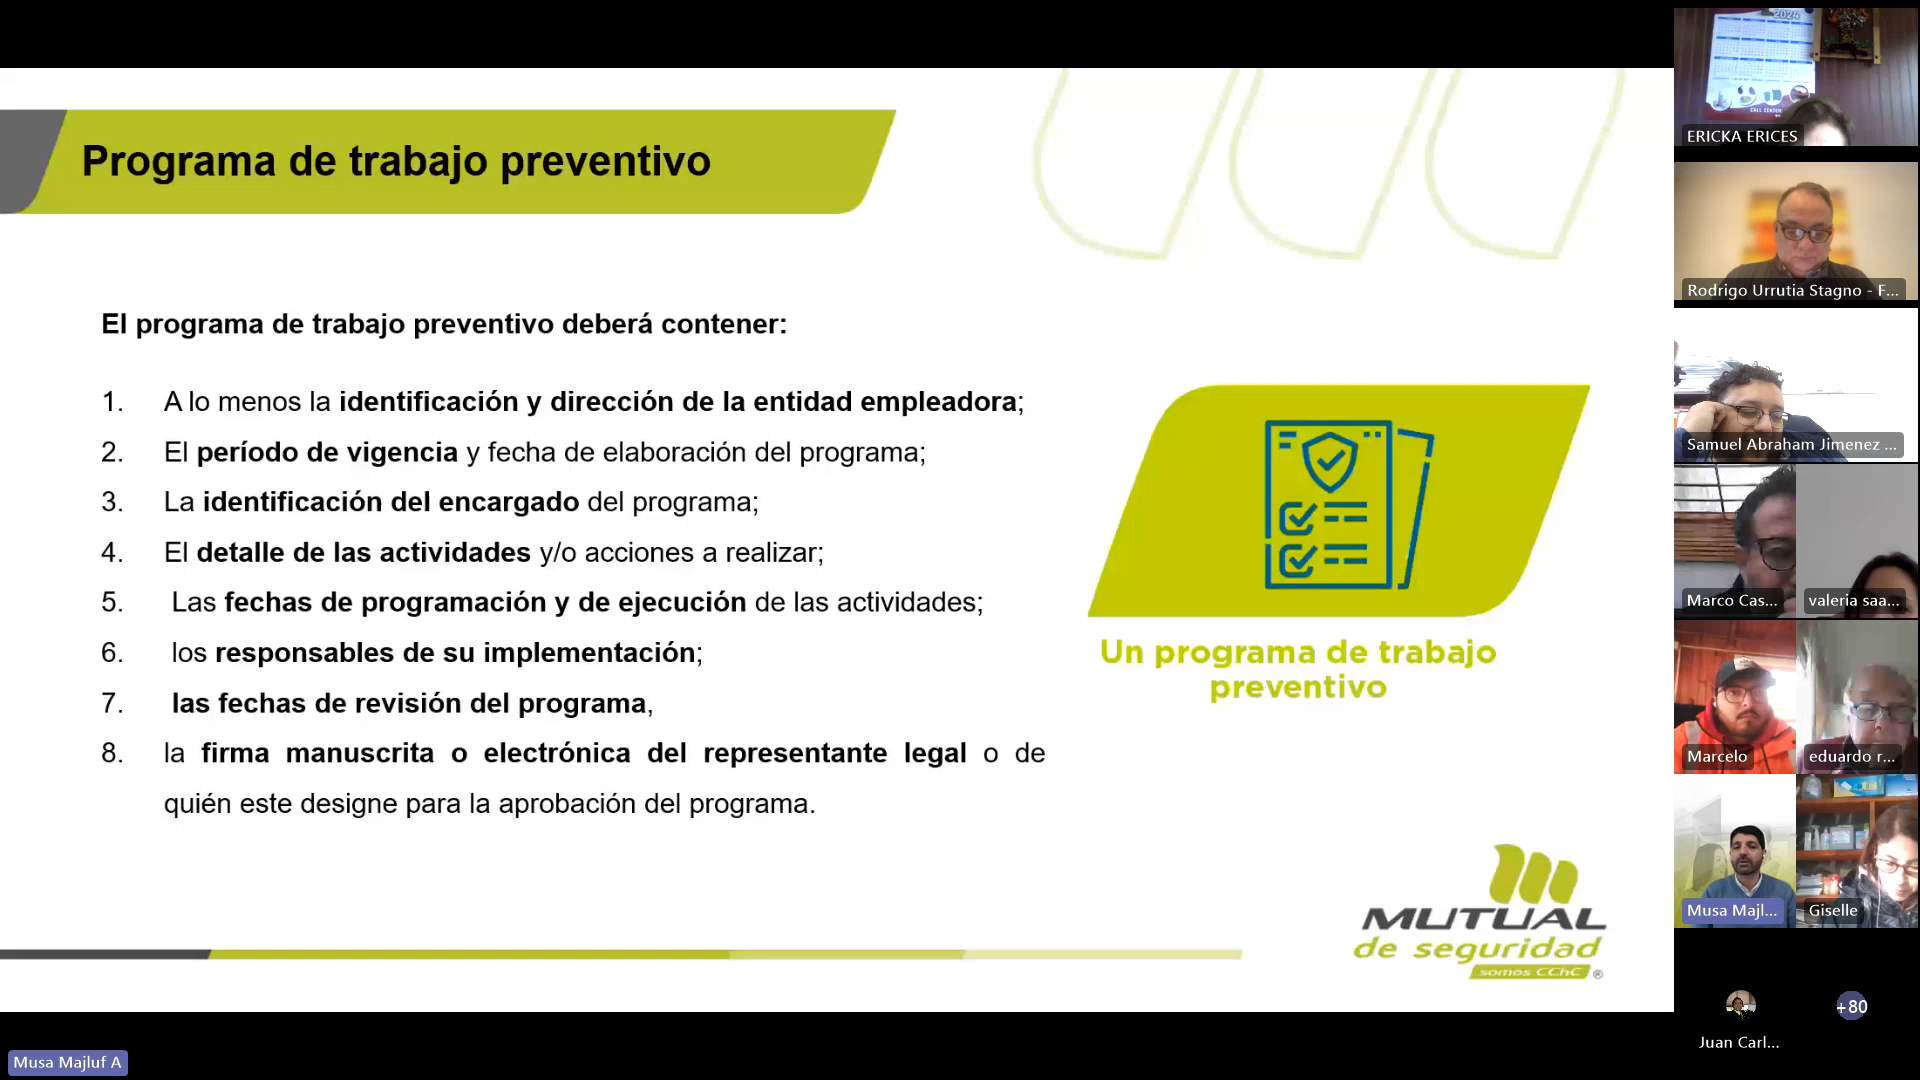 Programa de trabajo preventivo
El programa de trabajo preventivo deberá contener:
1. A lo menos la identificación y dirección de la entidad empleadora;
2. El período de vigencia y fecha de elaboración del programa;
3. La identificación del encargado del programa;
4. El detalle de las actividades y/o acciones a realizar;
5. Las fechas de programación y de ejecución de las actividades;
6. los responsables de su implementación;
7. las fechas de revisión del programa,
8. la firma manuscrita o electrónica del representante legal o de
quién este designe para la aprobación del programa.
Un programa de trabajo
preventivo
MUTUAL
de seguridad
somos CChC ®
Musa Majluf A
2024
CALL CENTER
ERICKA ERICES
Rodrigo Urrutia Stagno - F...
Samuel Abraham Jimenez ...
Marco Cas...
valeria saa...
Marcelo
eduardo r...
Musa Majl...
Giselle
Juan Carl...
+80